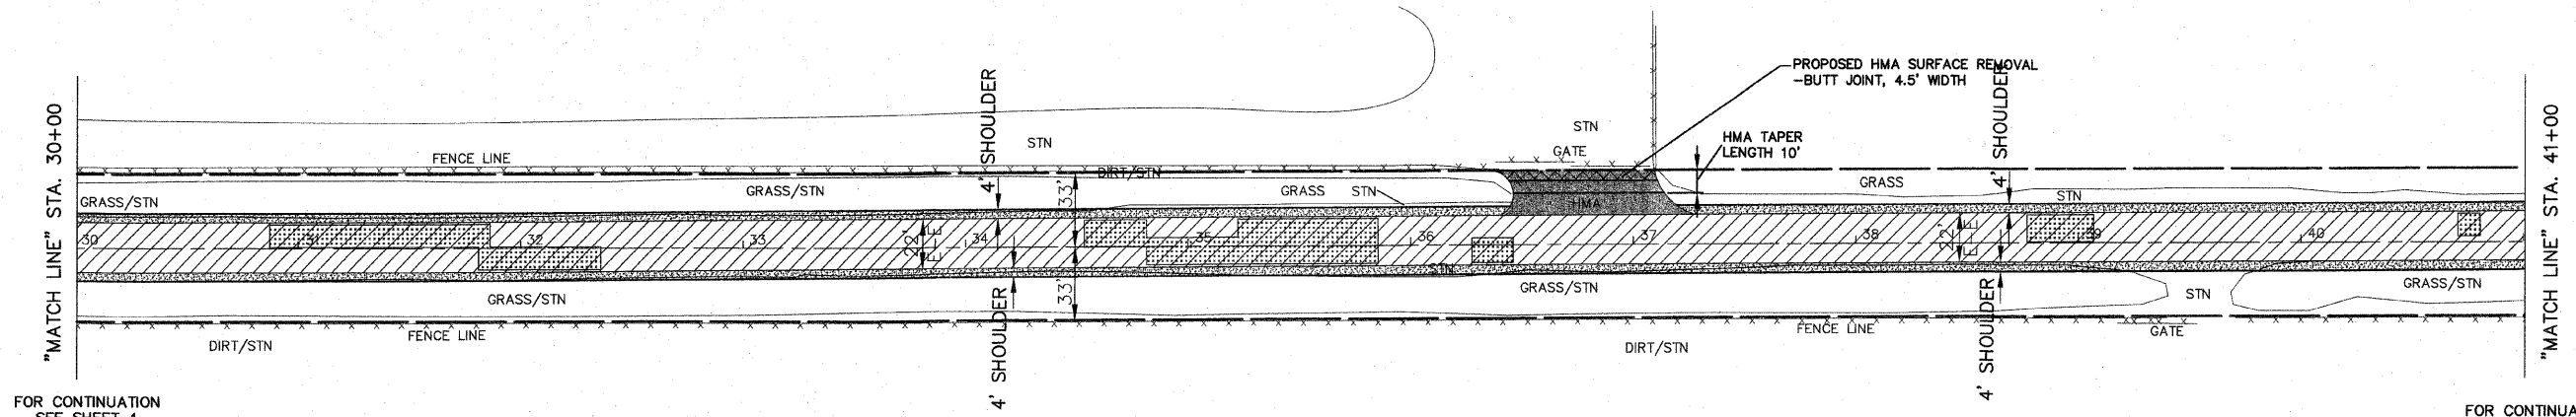 PROPOSED HMA SURFACE REMOVAL
-BUTT JOINT, 4.5' WIDTH
4' SHOULDER
4' SHOULDER
"MATCH LINE" STA. 30+00
"MATCH LINE" STA. 41+00
STN
STN
HMA TAPER
LENGTH 10'
FENCE LINE
GATE
DIRT/STN
GRASS/STN
GRASS/STN
GRASS
STN
GRASS
STN
33'
HMA
30
31
32
33
34
35
36
37
38
39
40
22'
E-E
22'
E-E
STN
33'
GRASS/STN
GRASS/STN
STN
GRASS/STN
FENCE LINE
FENCE LINE
GATE
DIRT/STN
DIRT/STN
4' SHOULDER
4' SHOULDER
FOR CONTINUATION
SEE SHEET 4
FOR CONTINUA